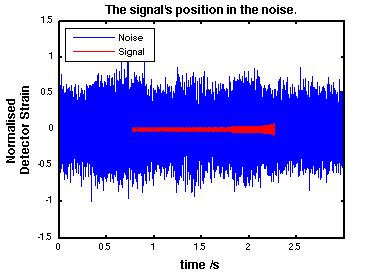 The signal's position in the noise.
1.5
Noise
Signal
1
0.5
0
-0.5
-1
-1.5
Normalised
Detector Strain
0 0.5 1 1.5 2 2.5
time /s